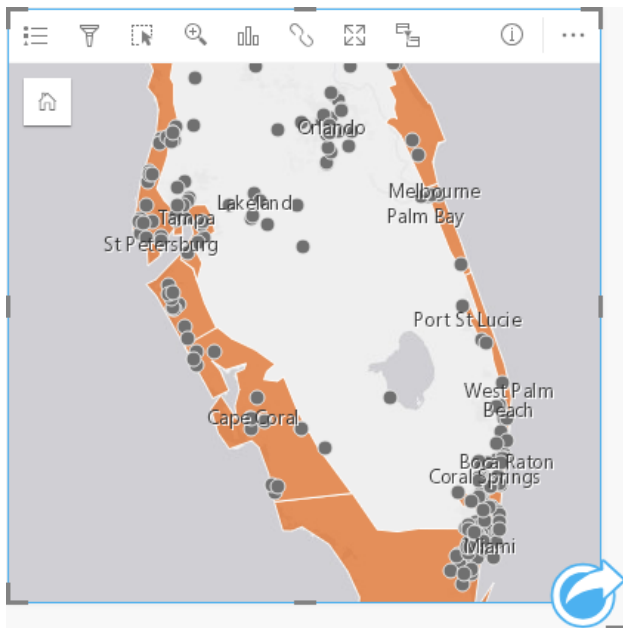 Orlando
Lakeland
Melbourne
Tampa
Palm Bay
St Petersburg
Port St Lucie
West Palm
Beach
Cape Coral
Boca Raton
Coral Springs
Miami